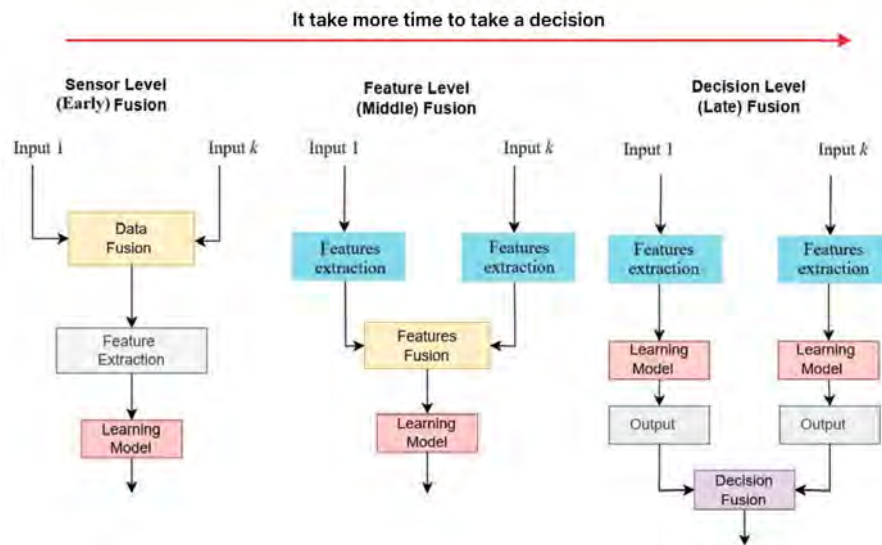 It take more time to take a decision
Sensor Level
(Early) Fusion
Input 1
Input k
Data
Fusion
Feature
Extraction
Learning
Model
Feature Level
(Middle) Fusion
Input 1
Input k
Features
extraction
Features
extraction
Features
Fusion
Learning
Model
Decision Level
(Late) Fusion
Input 1
Input k
Features
extraction
Features
extraction
Learning
Model
Learning
Model
Output
Output
Decision
Fusion